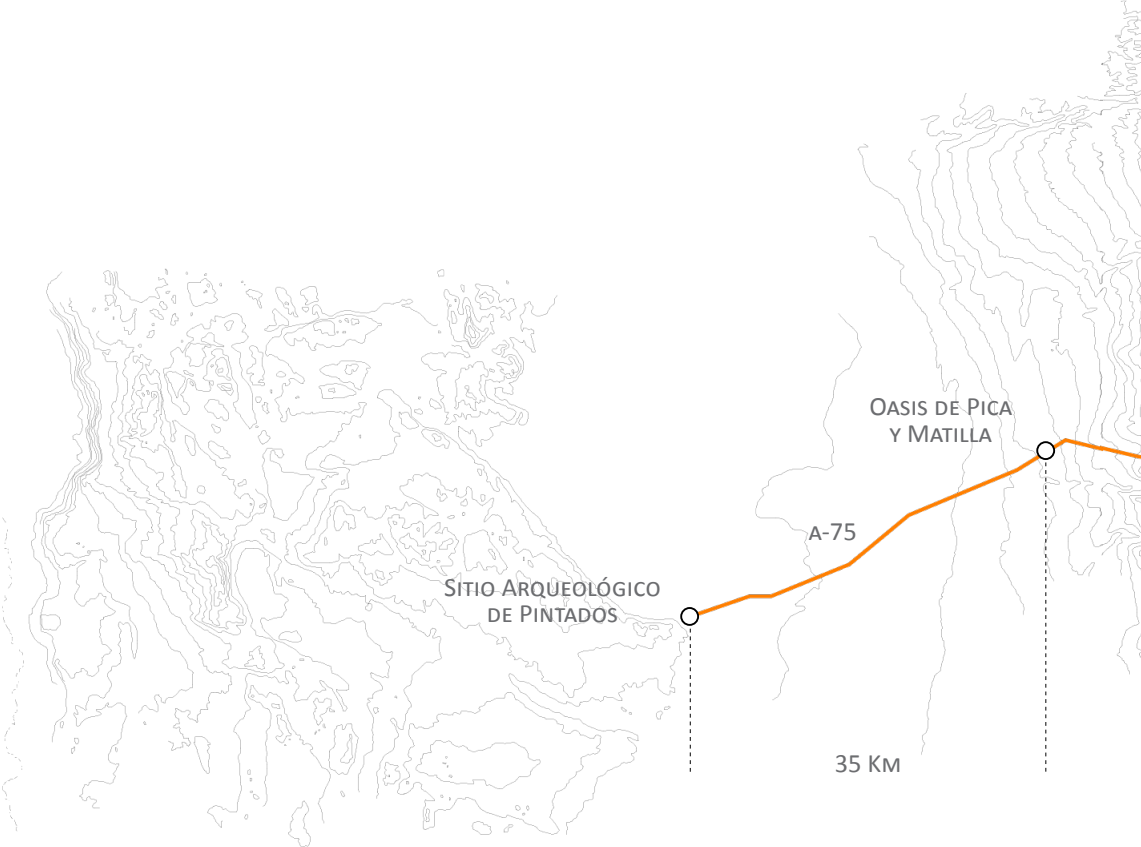 Oasis de Pica
y Matilla
A-75
Sitio Arqueológico
de Pintados
35 Km